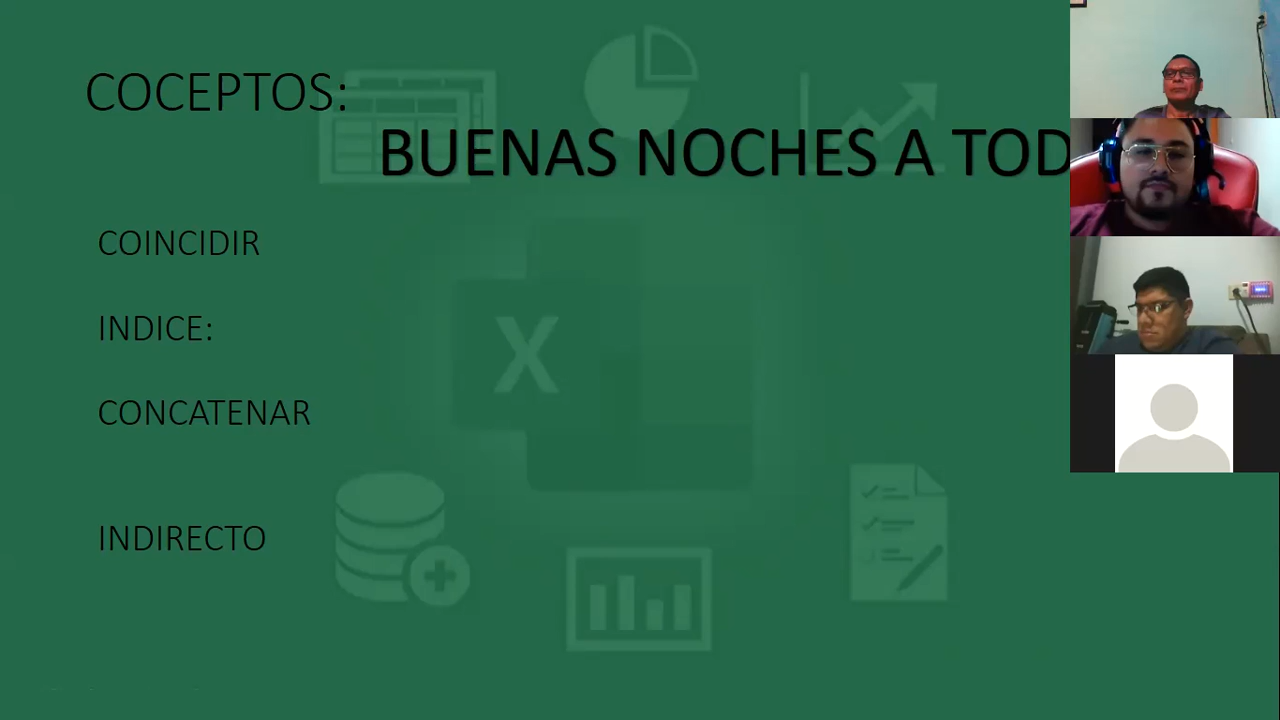 COCEPTOS:
BUENAS NOCHES A TOD
COINCIDIR
INDICE:
X
CONCATENAR
INDIRECTO